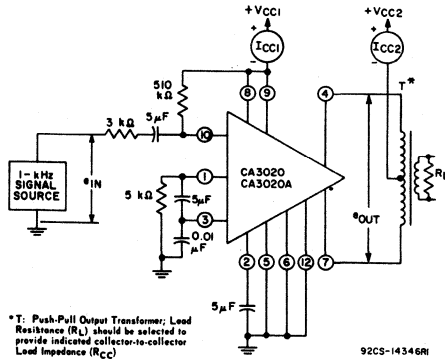 +VCC1
+VCC2
+
ICC1
-
+
ICC2
-
510
kΩ
8
9
4
T*
3 kΩ
5μF
10
1-kHz
SIGNAL
SOURCE
eIN
1
CA3020
CA3020A
5 kΩ
5μF
3
0.01
μF
eOUT
RL
2
5
6
12
7
5μF
* T: Push-Pull Output Transformer; Load
Resistance (RL) should be selected to
provide indicated collector-to-collector
Load Impedance (RCC)
92CS-14346R1